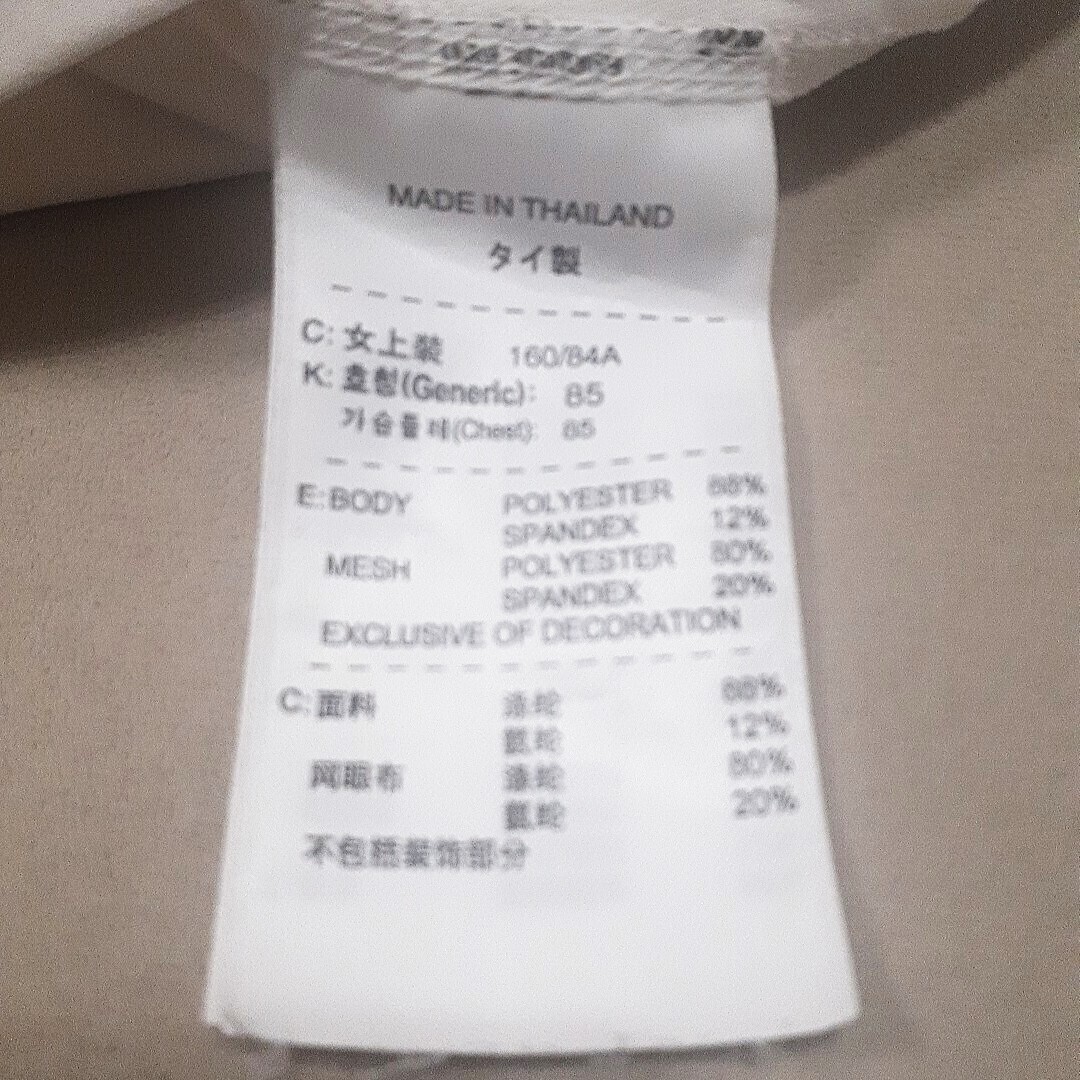 MADE IN THAILAND
タイ製
C: 女上装 160/84A
K: 호칭(Generic): 85
가슴둘레(Chest): 85
E: BODY POLYESTER 88%
SPANDEX 12%
MESH POLYESTER 80%
SPANDEX 20%
EXCLUSIVE OF DECORATION
C: 面料 涤纶 88%
氨纶 12%
网眼布 涤纶 80%
氨纶 20%
不包括装饰部分